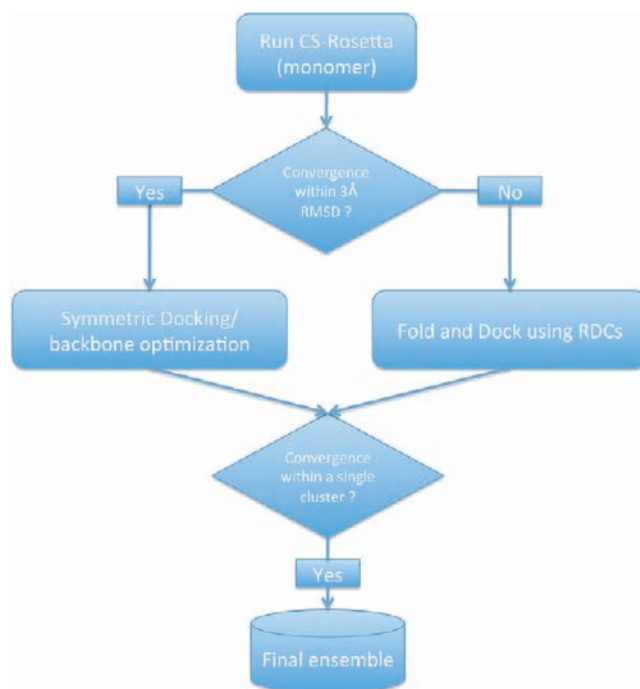 Run CS-Rosetta
(monomer)
Convergence
within 3Å
RMSD ?
Yes
No
Symmetric Docking/
backbone optimization
Fold and Dock using RDCs
Convergence
within a single
cluster ?
Yes
Final ensemble